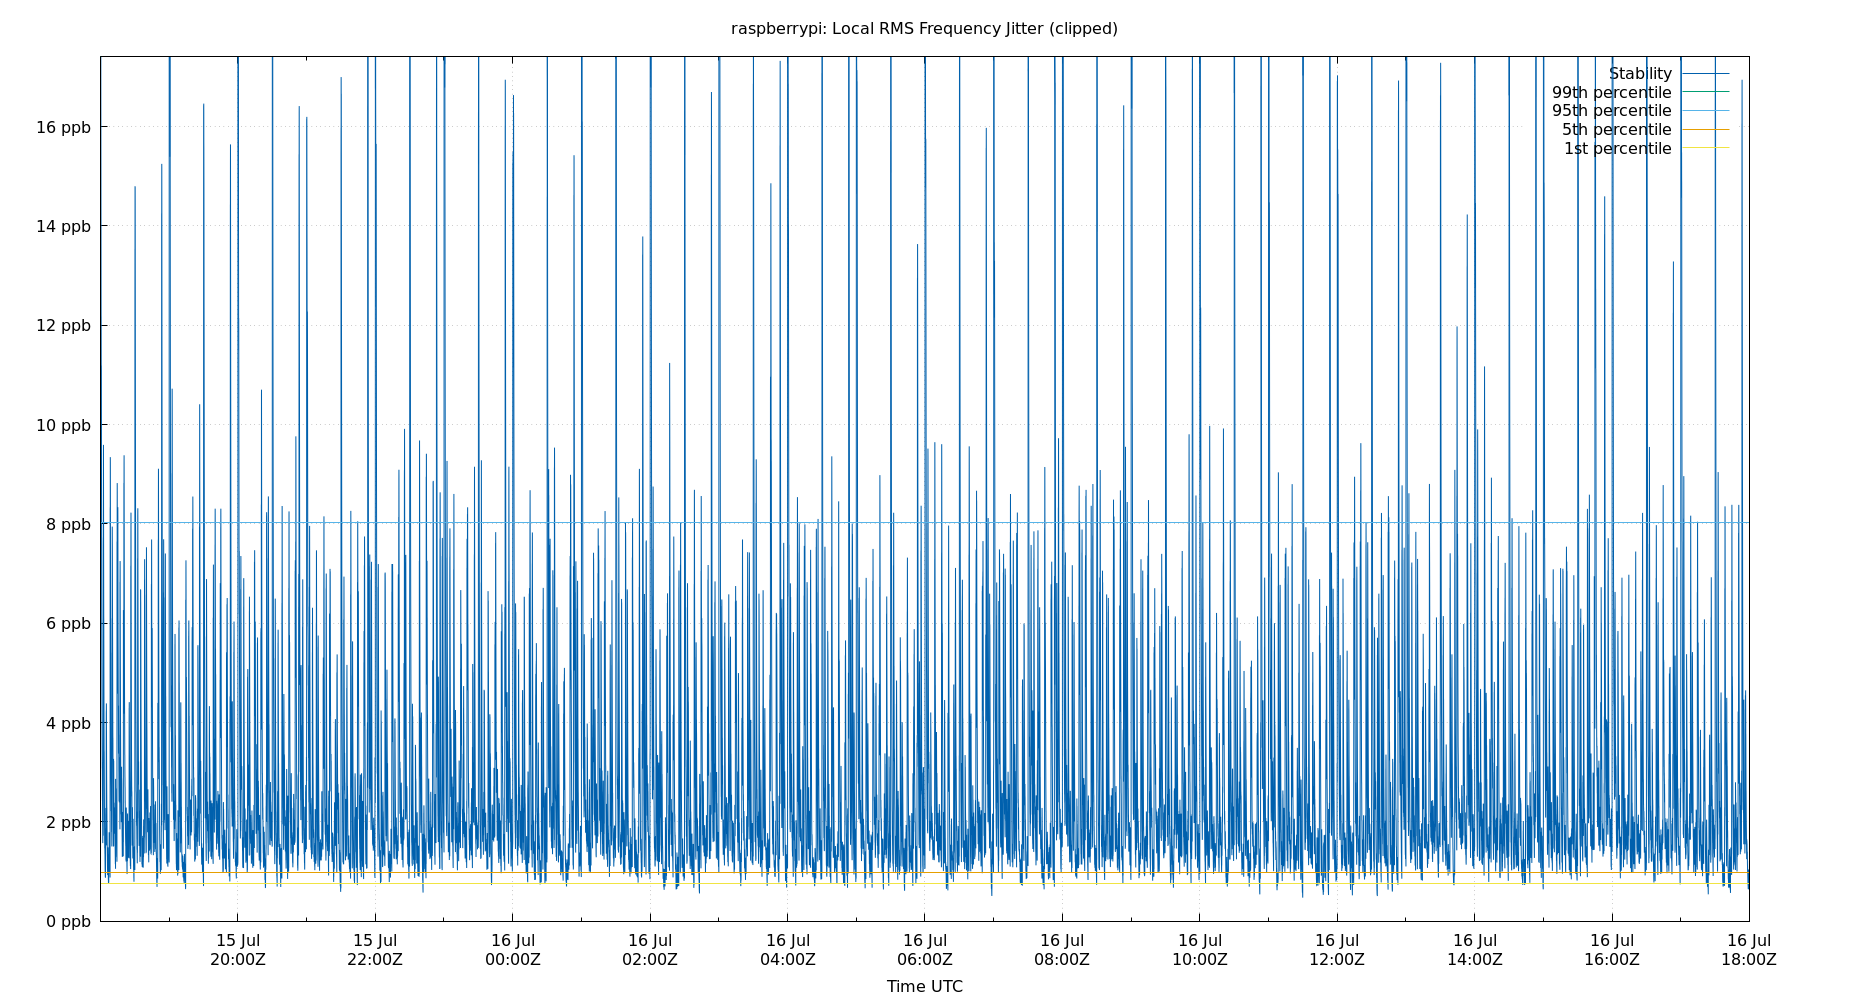 raspberrypi: Local RMS Frequency Jitter (clipped)
Stability
99th percentile
95th percentile
5th percentile
1st percentile
16 ppb
14 ppb
12 ppb
10 ppb
8 ppb
6 ppb
4 ppb
2 ppb
0 ppb
15 Jul 15 Jul 16 Jul 16 Jul 16 Jul 16 Jul 16 Jul 16 Jul 16 Jul 16 Jul 16 Jul 16 Jul
20:00Z 22:00Z 00:00Z 02:00Z 04:00Z 06:00Z 08:00Z 10:00Z 12:00Z 14:00Z 16:00Z 18:00Z
Time UTC